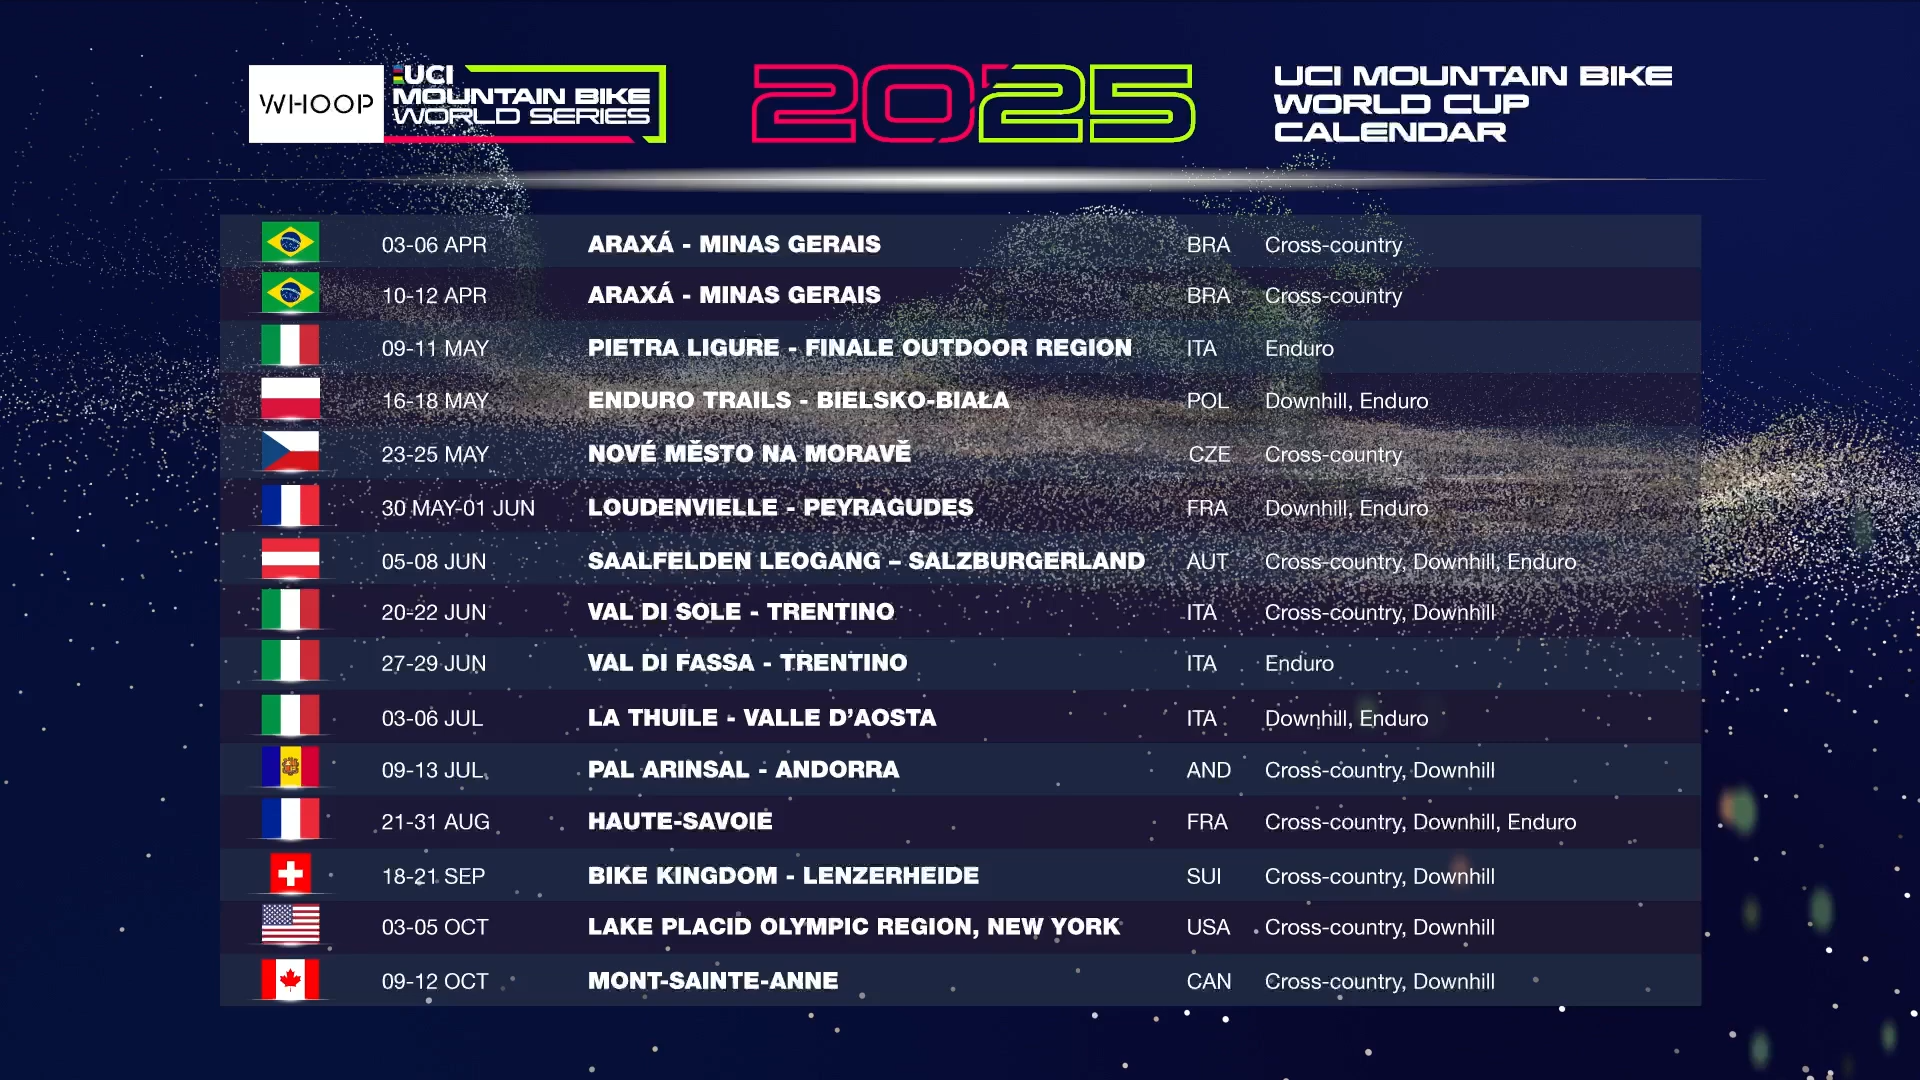 WHOOP
UCI
MOUNTAIN BIKE
WORLD SERIES
2025
UCI MOUNTAIN BIKE
WORLD CUP
CALENDAR
03-06 APR ARAXÁ - MINAS GERAIS BRA Cross-country
10-12 APR ARAXÁ - MINAS GERAIS BRA Cross-country
09-11 MAY PIETRA LIGURE - FINALE OUTDOOR REGION ITA Enduro
16-18 MAY ENDURO TRAILS - BIELSKO-BIAŁA POL Downhill, Enduro
23-25 MAY NOVÉ MĚSTO NA MORAVĚ CZE Cross-country
30 MAY-01 JUN LOUDENVIELLE - PEYRAGUDES FRA Downhill, Enduro
05-08 JUN SAALFELDEN LEOGANG – SALZBURGERLAND AUT Cross-country, Downhill, Enduro
20-22 JUN VAL DI SOLE - TRENTINO ITA Cross-country, Downhill
27-29 JUN VAL DI FASSA - TRENTINO ITA Enduro
03-06 JUL LA THUILE - VALLE D’AOSTA ITA Downhill, Enduro
09-13 JUL PAL ARINSAL - ANDORRA AND Cross-country, Downhill
21-31 AUG HAUTE-SAVOIE FRA Cross-country, Downhill, Enduro
18-21 SEP BIKE KINGDOM - LENZERHEIDE SUI Cross-country, Downhill
03-05 OCT LAKE PLACID OLYMPIC REGION, NEW YORK USA Cross-country, Downhill
09-12 OCT MONT-SAINTE-ANNE CAN Cross-country, Downhill